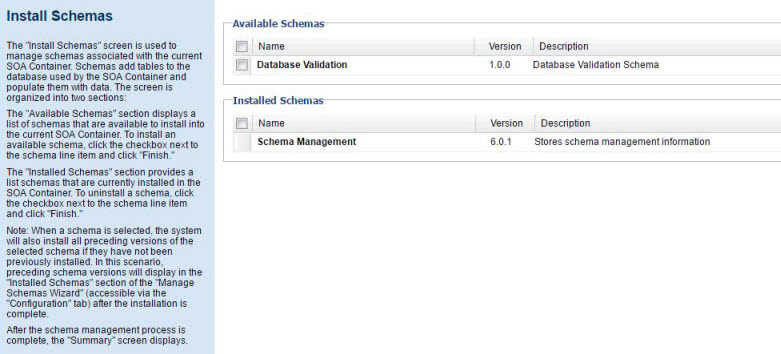 Install Schemas
The "Install Schemas" screen is used to
manage schemas associated with the current
SOA Container. Schemas add tables to the
database used by the SOA Container and
populate them with data. The screen is
organized into two sections:
The "Available Schemas" section displays a
list of schemas that are available to install into
the current SOA Container. To install an
available schema, click the checkbox next to
the schema line item and click "Finish."
The "Installed Schemas" section provides a
list schemas that are currently installed in the
SOA Container. To uninstall a schema, click
the checkbox next to the schema line item
and click "Finish."
Note: When a schema is selected, the system
will also install all preceding versions of the
selected schema if they have not been
previously installed. In this scenario,
preceding schema versions will display in the
"Installed Schemas" section of the "Manage
Schemas Wizard" (accessible via the
"Configuration" tab) after the installation is
complete.
After the schema management process is
complete, the "Summary" screen displays.
Available Schemas
Name Version Description
Database Validation 1.0.0 Database Validation Schema
Installed Schemas
Name Version Description
Schema Management 6.0.1 Stores schema management information